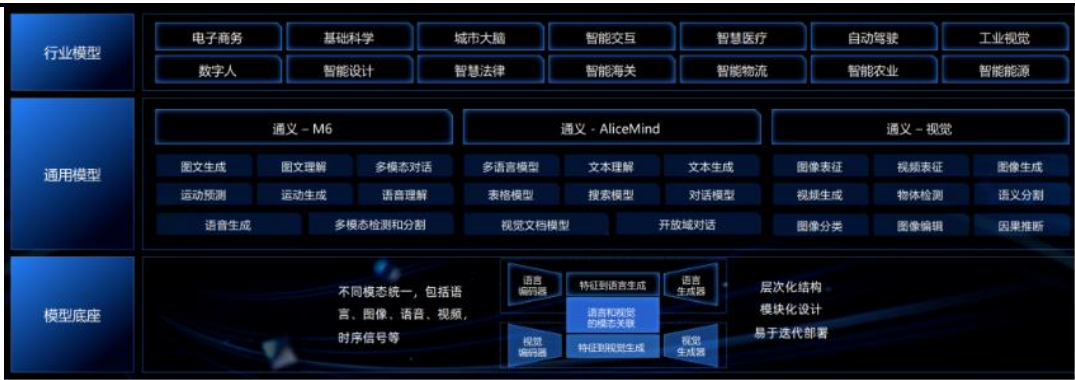 行业模型
电子商务 基础科学 城市大脑 智能交互 智慧医疗 自动驾驶 工业视觉
数字人 智能设计 智慧法律 智能海关 智能物流 智能农业 智能能源
通用模型
通义 – M6 通义 - AliceMind 通义 – 视觉
图文生成 图文理解 多模态对话 多语言模型 文本理解 文本生成 图像表征 视频表征 图像生成
运动预测 运动生成 语音理解 表格模型 搜索模型 对话模型 视频生成 物体检测 语义分割
语音生成 多模态检测和分割 视觉文档模型 开放域对话 图像分类 图像编辑 因果推断
模型底座
不同模态统一，包括语
言、图像、语音、视频，
时序信号等
语言
编码器
特征到语言生成
语言
生成器
语言和视觉
的模态关联
视觉
编码器
特征到视觉生成
视觉
生成器
层次化结构
模块化设计
易于迭代部署